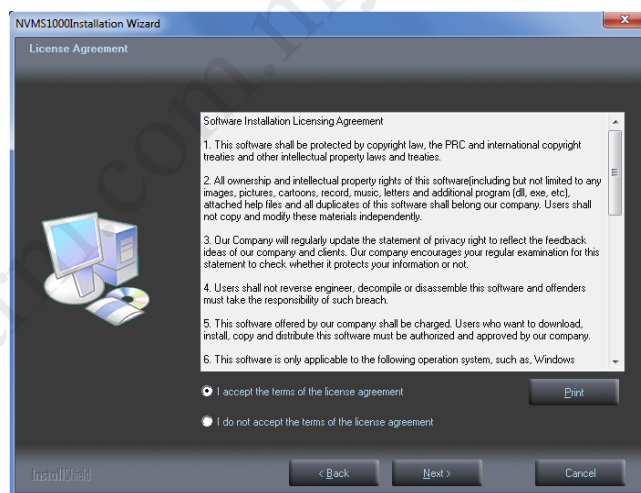 NVMS1000Installation Wizard
License Agreement
Software Installation Licensing Agreement
1. This software shall be protected by copyright law, the PRC and international copyright
treaties and other intellectual property laws and treaties.
2. All ownership and intellectual property rights of this software(including but not limited to any
images, pictures, cartoons, record, music, letters and additional program (dll, exe, etc),
attached help files and all duplicates of this software shall belong our company. Users shall
not copy and modify these materials independently.
3. Our Company will regularly update the statement of privacy right to reflect the feedback
ideas of our company and clients. Our company encourages your regular examination for this
statement to check whether it protects your information or not.
4. Users shall not reverse engineer, decompile or disassemble this software and offenders
must take the responsibility of such breach.
5. This software offered by our company shall be charged. Users who want to download,
install, copy and distribute this software must be authorized and approved by our company.
6. This software is only applicable to the following operation system, such as, Windows
I accept the terms of the license agreement
Print
I do not accept the terms of the license agreement
InstallShield
< Back
Next >
Cancel